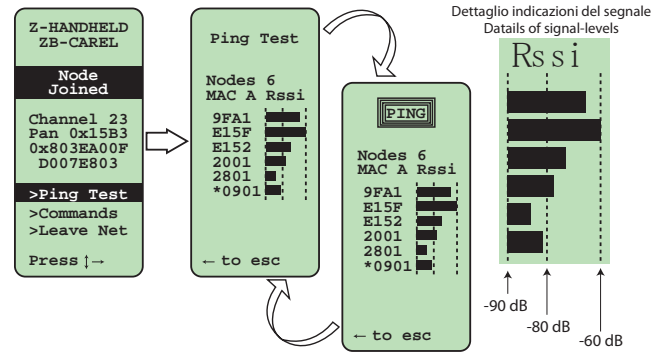 Z-HANDHELD
ZB-CAREL
Node
Joined
Channel 23
Pan 0x15B3
0x803EA00F
D007E803
>Ping Test
>Commands
>Leave Net
Press ↕→
Ping Test
Nodes 6
MAC A Rssi
9FA1
E15F
E152
2001
2801
*0901
← to esc
PING
Nodes 6
MAC A Rssi
9FA1
E15F
E152
2001
2801
*0901
← to esc
Dettaglio indicazioni del segnale
Datails of signal-levels
Rssi
-90 dB
-80 dB
-60 dB